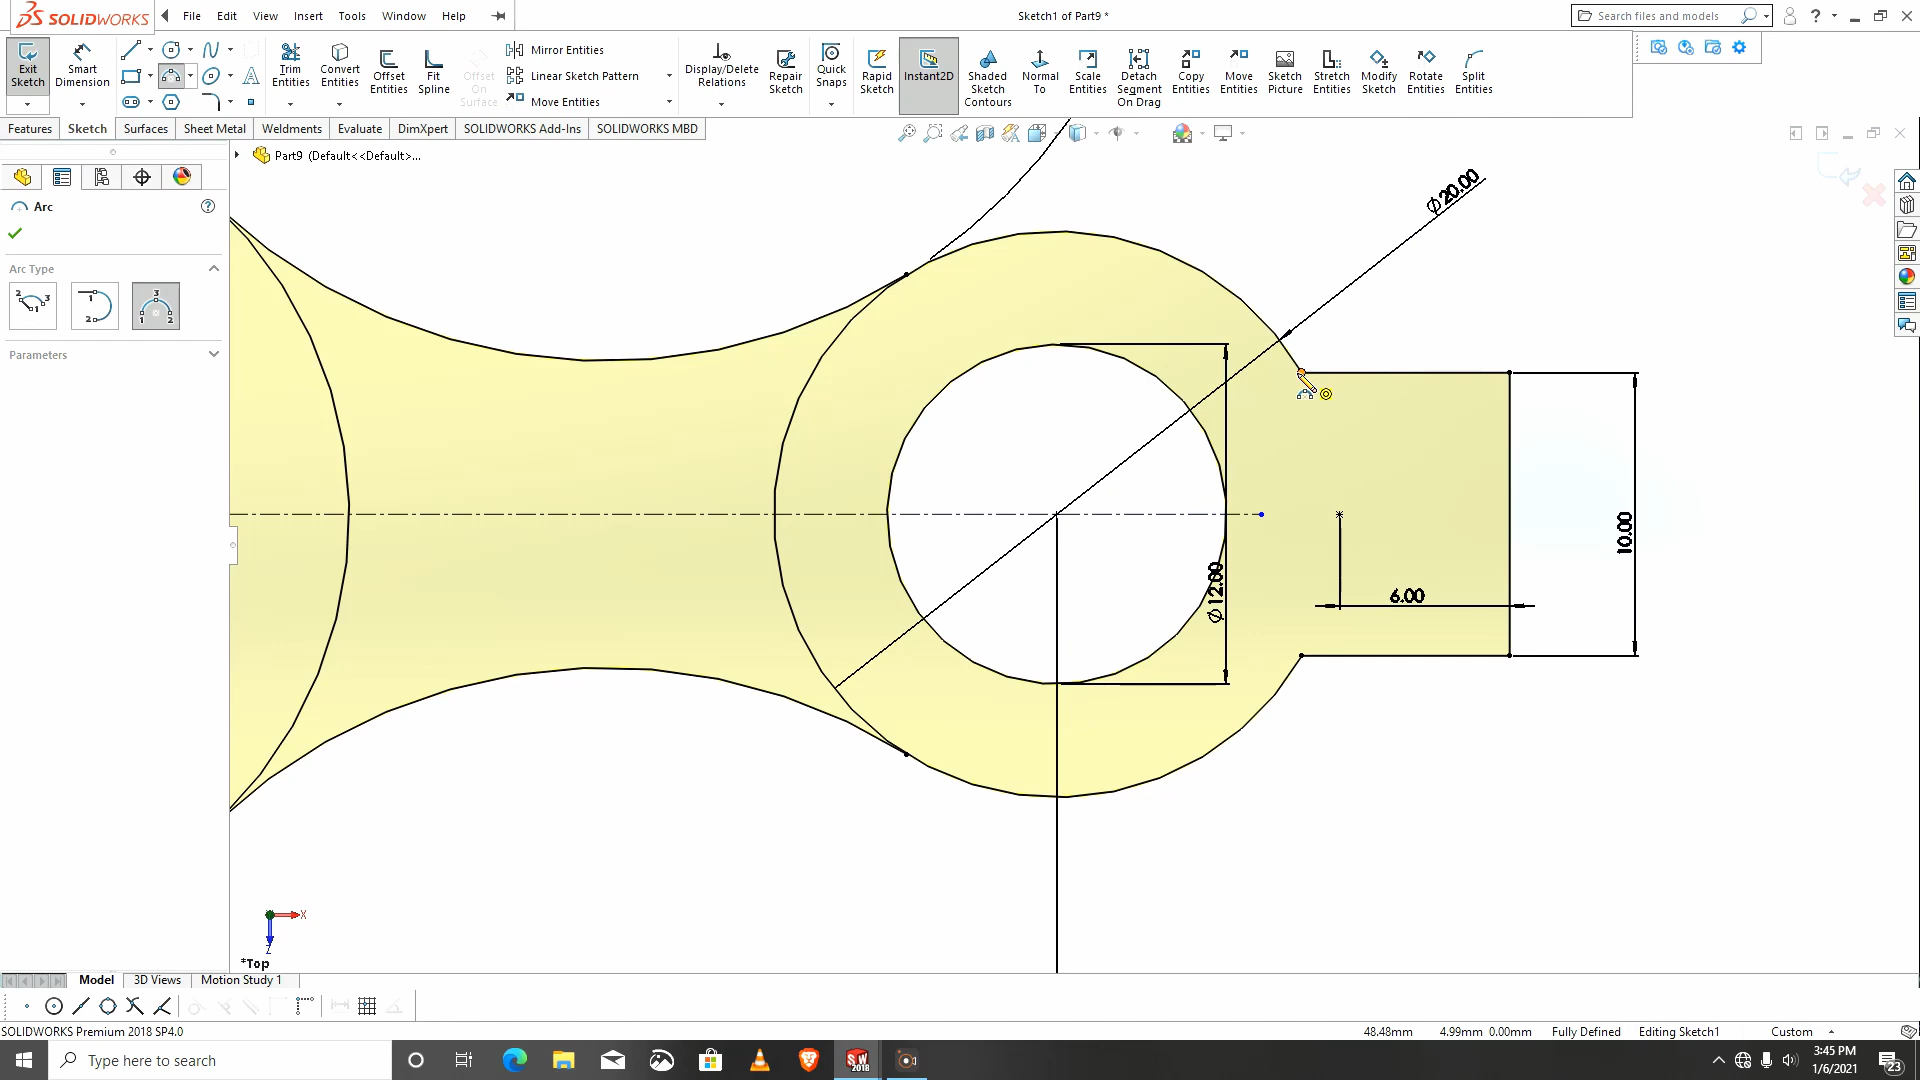 SOLIDWORKS
File Edit View Insert Tools Window Help
Sketch1 of Part9 *
Search files and models
Exit Sketch
Smart Dimension
Trim Entities
Convert Entities
Offset Entities
Fit Spline
Offset On Surface
Mirror Entities
Linear Sketch Pattern
Move Entities
Display/Delete Relations
Repair Sketch
Quick Snaps
Rapid Sketch
Instant2D
Shaded Sketch Contours
Normal To
Scale Entities
Detach Segment On Drag
Copy Entities
Move Entities
Sketch Picture
Stretch Entities
Modify Sketch
Rotate Entities
Split Entities
Features Sketch Surfaces Sheet Metal Weldments Evaluate DimXpert SOLIDWORKS Add-Ins SOLIDWORKS MBD
Part9 (Default<<Default>...
Arc
Arc Type
Parameters
∅20.00
∅12.00
6.00
10.00
X
Z
*Top
Model 3D Views Motion Study 1
SOLIDWORKS Premium 2018 SP4.0
48.48mm 4.99mm 0.00mm Fully Defined Editing Sketch1 Custom
Type here to search
3:45 PM
1/6/2021
23